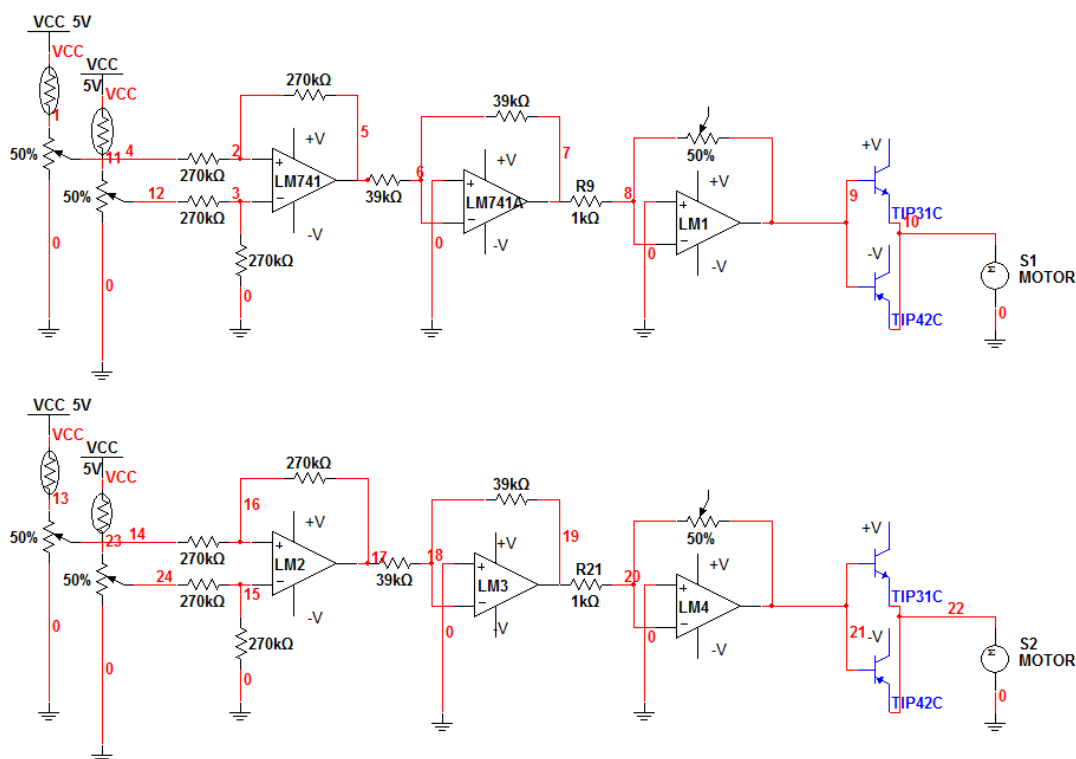 VCC 5V
VCC
VCC
5V
VCC
270kΩ
1
5
39kΩ
50%
11 4
2
+V
7
50%
+V
270kΩ
LM741
6
+V
R9
8
+V
9
50%
12
3
39kΩ
LM741A
1kΩ
LM1
TIP31C
10
270kΩ
0
0
-V
S1
0
270kΩ
-V
-V
-V
MOTOR
0
0
TIP42C
0
0
VCC 5V
VCC
VCC
5V
VCC
270kΩ
39kΩ
13
16
50%
+V
19
50%
14
+V
+V
+V
23
17
18
270kΩ
LM2
39kΩ
LM3
R21
20
LM4
TIP31C
50%
24
15
1kΩ
22
270kΩ
-V
0
-V
0
21
-V
S2
0
270kΩ
-V
MOTOR
0
0
0
TIP42C